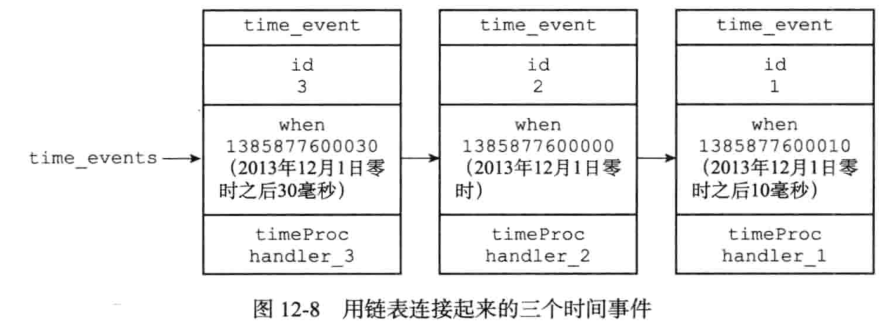 time_events
time_event
id
3
when
1385877600030
（2013年12月1日零
时之后30毫秒）
timeProc
handler_3
time_event
id
2
when
1385877600000
（2013年12月1日零
时）
timeProc
handler_2
time_event
id
1
when
1385877600010
（2013年12月1日零
时之后10毫秒）
timeProc
handler_1
图 12-8 用链表连接起来的三个时间事件